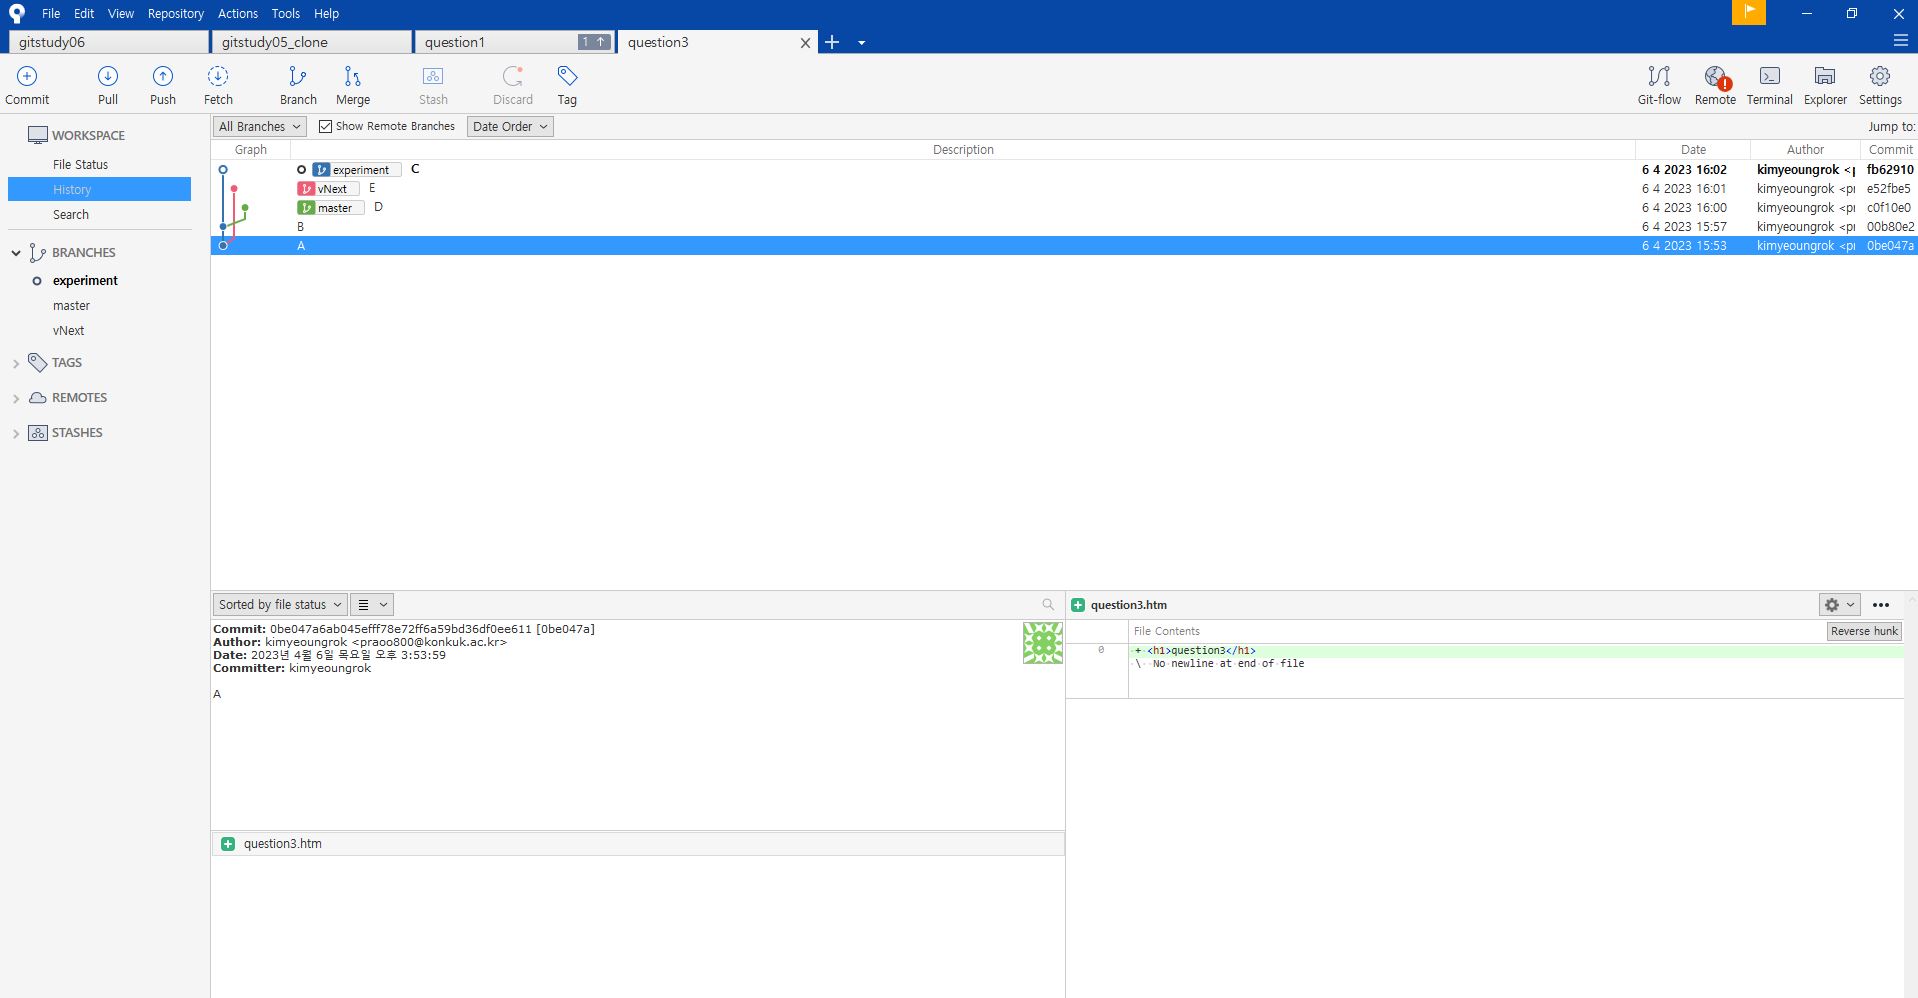 File Edit View Repository Actions Tools Help
gitstudy06 gitstudy05_clone question1 1 question3
Commit Pull Push Fetch Branch Merge Stash Discard Tag Git-flow Remote Terminal Explorer Settings
WORKSPACE
File Status
History
Search
BRANCHES
experiment
master
vNext
TAGS
REMOTES
STASHES
All Branches Show Remote Branches Date Order Jump to:
Graph Description Date Author Commit
experiment C 6 4 2023 16:02 kimyeoungrok <p fb62910
vNext E 6 4 2023 16:01 kimyeoungrok <pr e52fbe5
master D 6 4 2023 16:00 kimyeoungrok <pr c0f10e0
B 6 4 2023 15:57 kimyeoungrok <pr 00b80e2
A 6 4 2023 15:53 kimyeoungrok <pr 0be047a
Sorted by file status
Commit: 0be047a6ab045efff78e72ff6a59bd36df0ee611 [0be047a]
Author: kimyeoungrok <praoo800@konkuk.ac.kr>
Date: 2023년 4월 6일 목요일 오후 3:53:59
Committer: kimyeoungrok
A
question3.htm
question3.htm
File Contents Reverse hunk
0 + <h1>question3</h1>
\ No newline at end of file